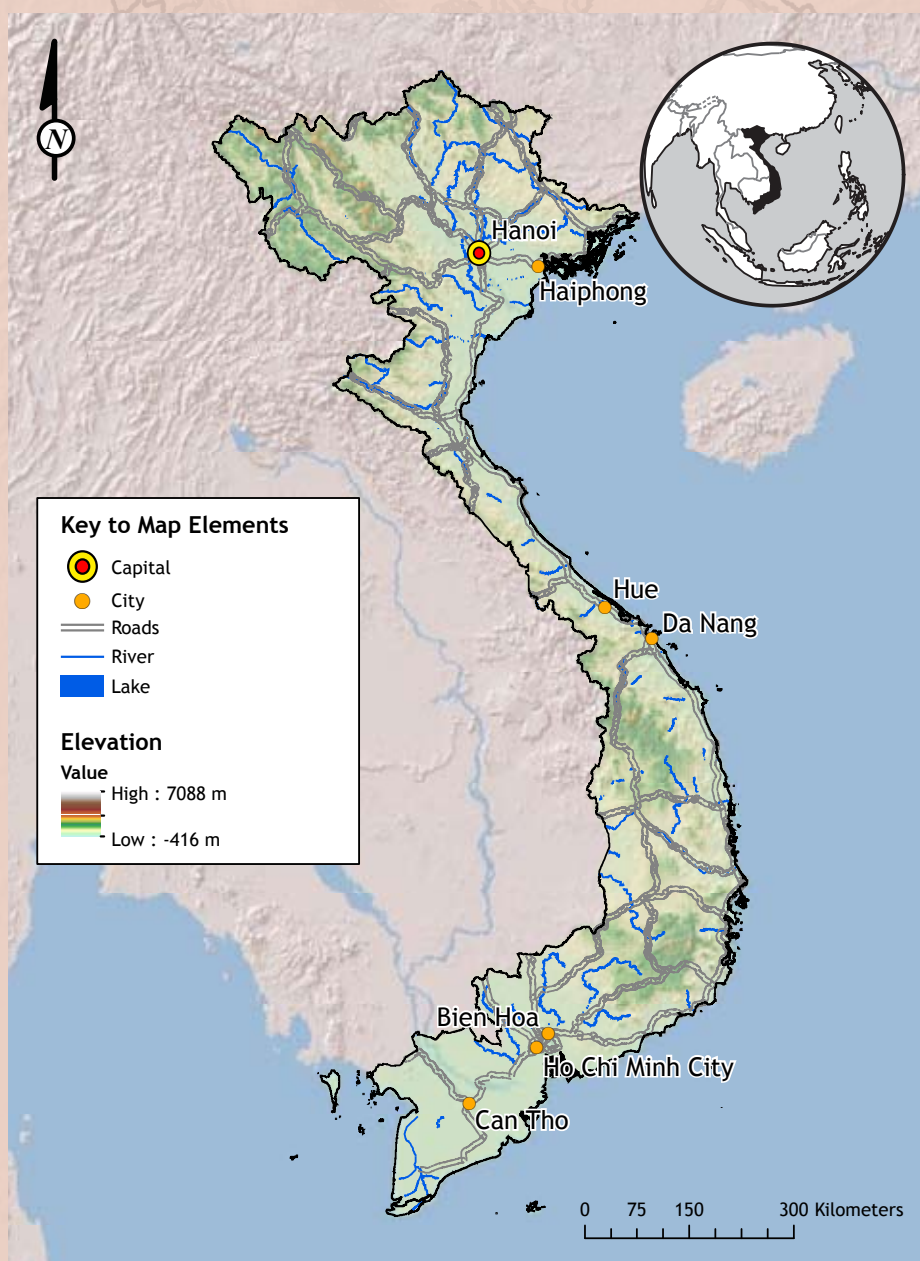 N
Hanoi
Haiphong
Key to Map Elements
Capital
City
Roads
River
Lake
Elevation
Value
High : 7088 m
Low : -416 m
Hue
Da Nang
Bien Hoa
Ho Chi Minh City
Can Tho
0 75 150 300 Kilometers